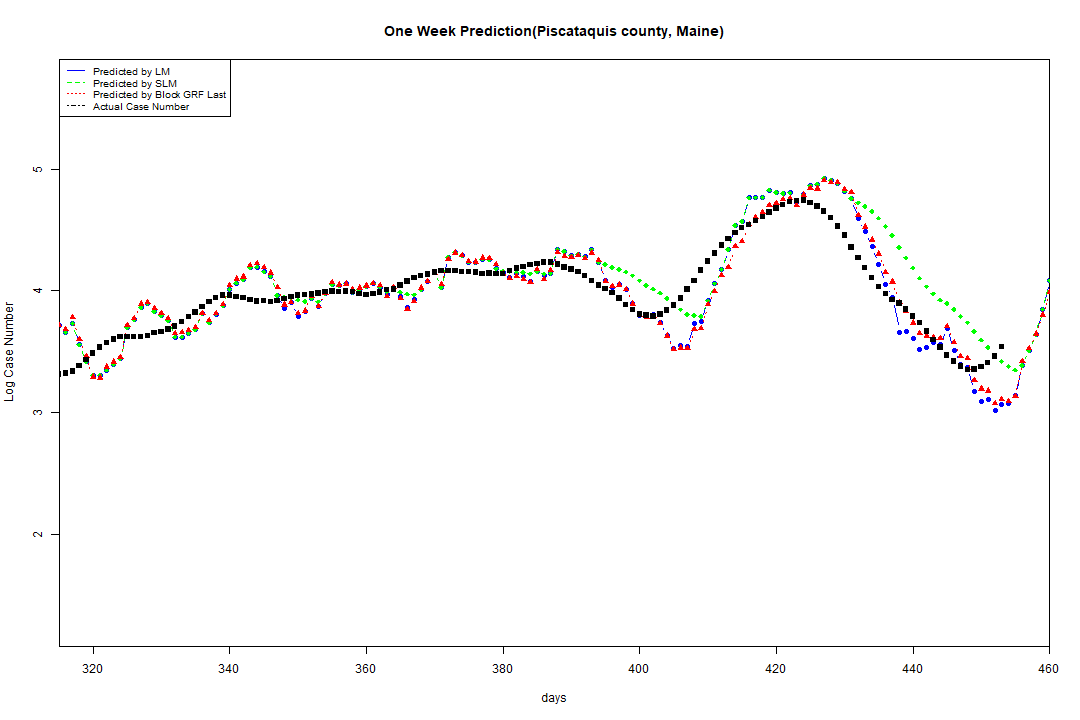 One Week Prediction(Piscataquis county, Maine)
Predicted by LM
Predicted by SLM
Predicted by Block GRF Last
Actual Case Number
5
4
3
2
Log Case Number
320 340 360 380 400 420 440 460
days